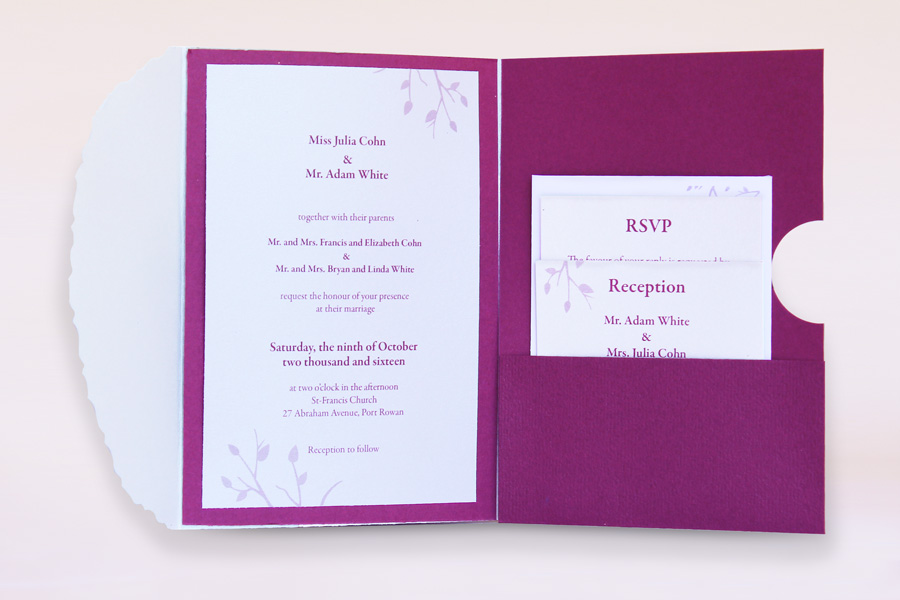 Miss Julia Cohn
&
Mr. Adam White
together with their parents
Mr. and Mrs. Francis and Elizabeth Cohn
&
Mr. and Mrs. Bryan and Linda White
request the honour of your presence
at their marriage
Saturday, the ninth of October
two thousand and sixteen
at two o'clock in the afternoon
St-Francis Church
27 Abraham Avenue, Port Rowan
Reception to follow
RSVP
The favour of your reply is requested by
Reception
Mr. Adam White
&
Mrs. Julia Cohn